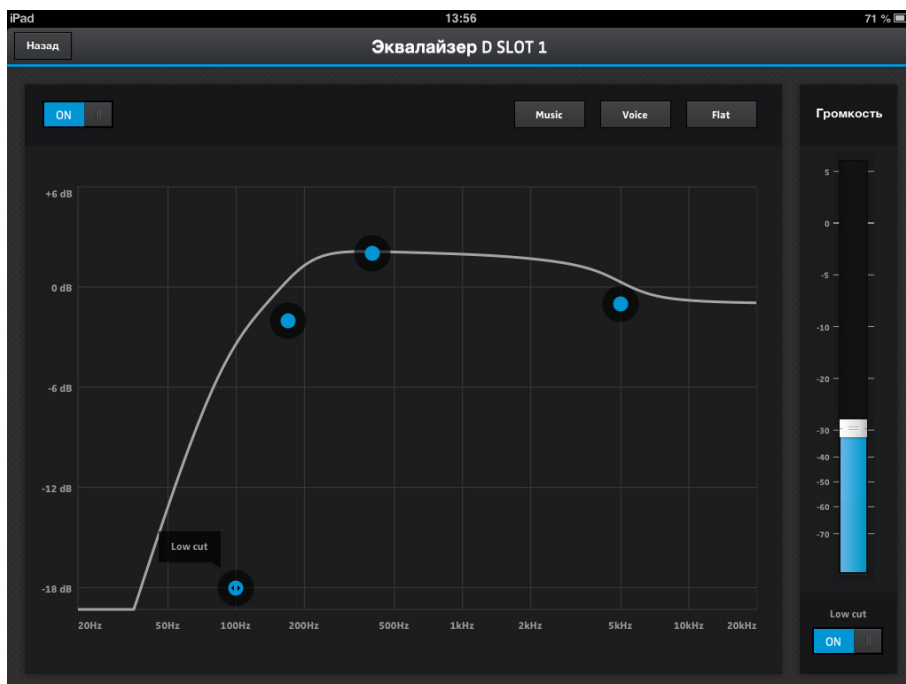 iPad 13:56 71 %
Назад Эквалайзер D SLOT 1
ON Music Voice Flat Громкость
+6 dB
0 dB
-6 dB
-12 dB
-18 dB
Low cut
20Hz 50Hz 100Hz 200Hz 500Hz 1kHz 2kHz 5kHz 10kHz 20kHz
5
0
-5
-10
-20
-30
-40
-50
-60
-70
Low cut
ON